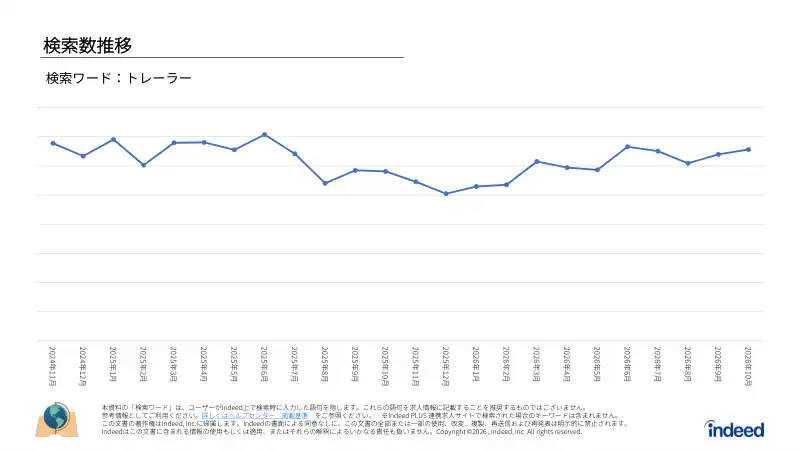 検索数推移
検索ワード：トレーラー
2024年11月
2024年12月
2025年1月
2025年2月
2025年3月
2025年4月
2025年5月
2025年6月
2025年7月
2025年8月
2025年9月
2025年10月
2025年11月
2025年12月
2026年1月
2026年2月
2026年3月
2026年4月
2026年5月
2026年6月
2026年7月
2026年8月
2026年9月
2026年10月
本資料の「検索ワード」は、ユーザーがIndeed上で検索時に入力した語句を指します。これらの語句を求人情報に記載することを推奨するものではございません。
参考情報としてご利用ください。詳しくはヘルプセンター　掲載基準　をご参照ください。　※Indeed PLUS 連携求人サイトで検索された場合のキーワードは含まれません。
この文書の著作権はIndeed, Inc.に帰属します。Indeedの書面による同意なしに、この文書の全部または一部の使用、改変、複製、再送信および再発表は明示的に禁止されます。
Indeedはこの文書に含まれる情報の使用もしくは適用、またはそれらの解釈によるいかなる責任も負いません。Copyright ©2026 , Indeed, Inc. All rights reserved.
indeed